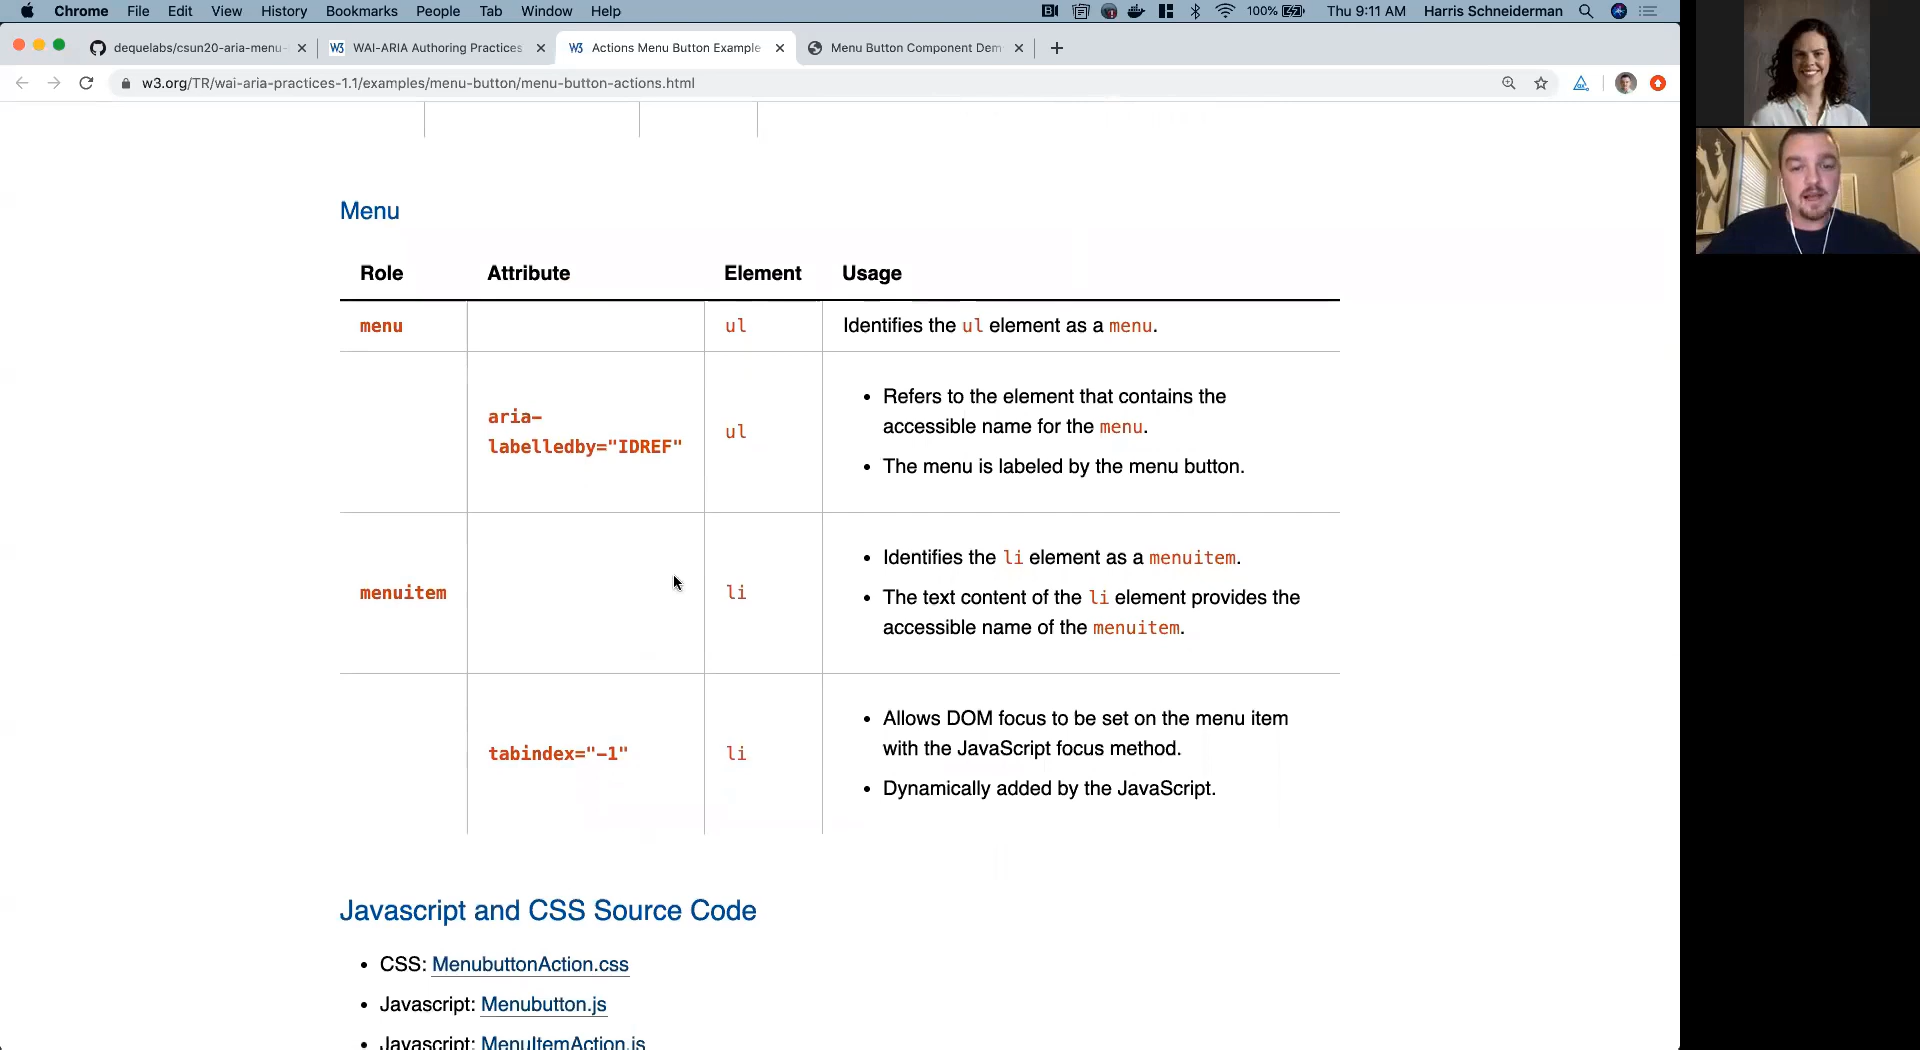 Chrome File Edit View History Bookmarks People Tab Window Help 100% Thu 9:11 AM Harris Schneiderman
dequelabs/csun20-aria-menu- WAI-ARIA Authoring Practices Actions Menu Button Example Menu Button Component Dem
w3.org/TR/wai-aria-practices-1.1/examples/menu-button/menu-button-actions.html
Menu
Role Attribute Element Usage
menu ul Identifies the ul element as a menu.
aria-
labelledby="IDREF" ul
• Refers to the element that contains the
accessible name for the menu.
• The menu is labeled by the menu button.
menuitem li
• Identifies the li element as a menuitem.
• The text content of the li element provides the
accessible name of the menuitem.
tabindex="-1" li
• Allows DOM focus to be set on the menu item
with the JavaScript focus method.
• Dynamically added by the JavaScript.
Javascript and CSS Source Code
• CSS: MenubuttonAction.css
• Javascript: Menubutton.js
• Javascript: MenuItemAction.js